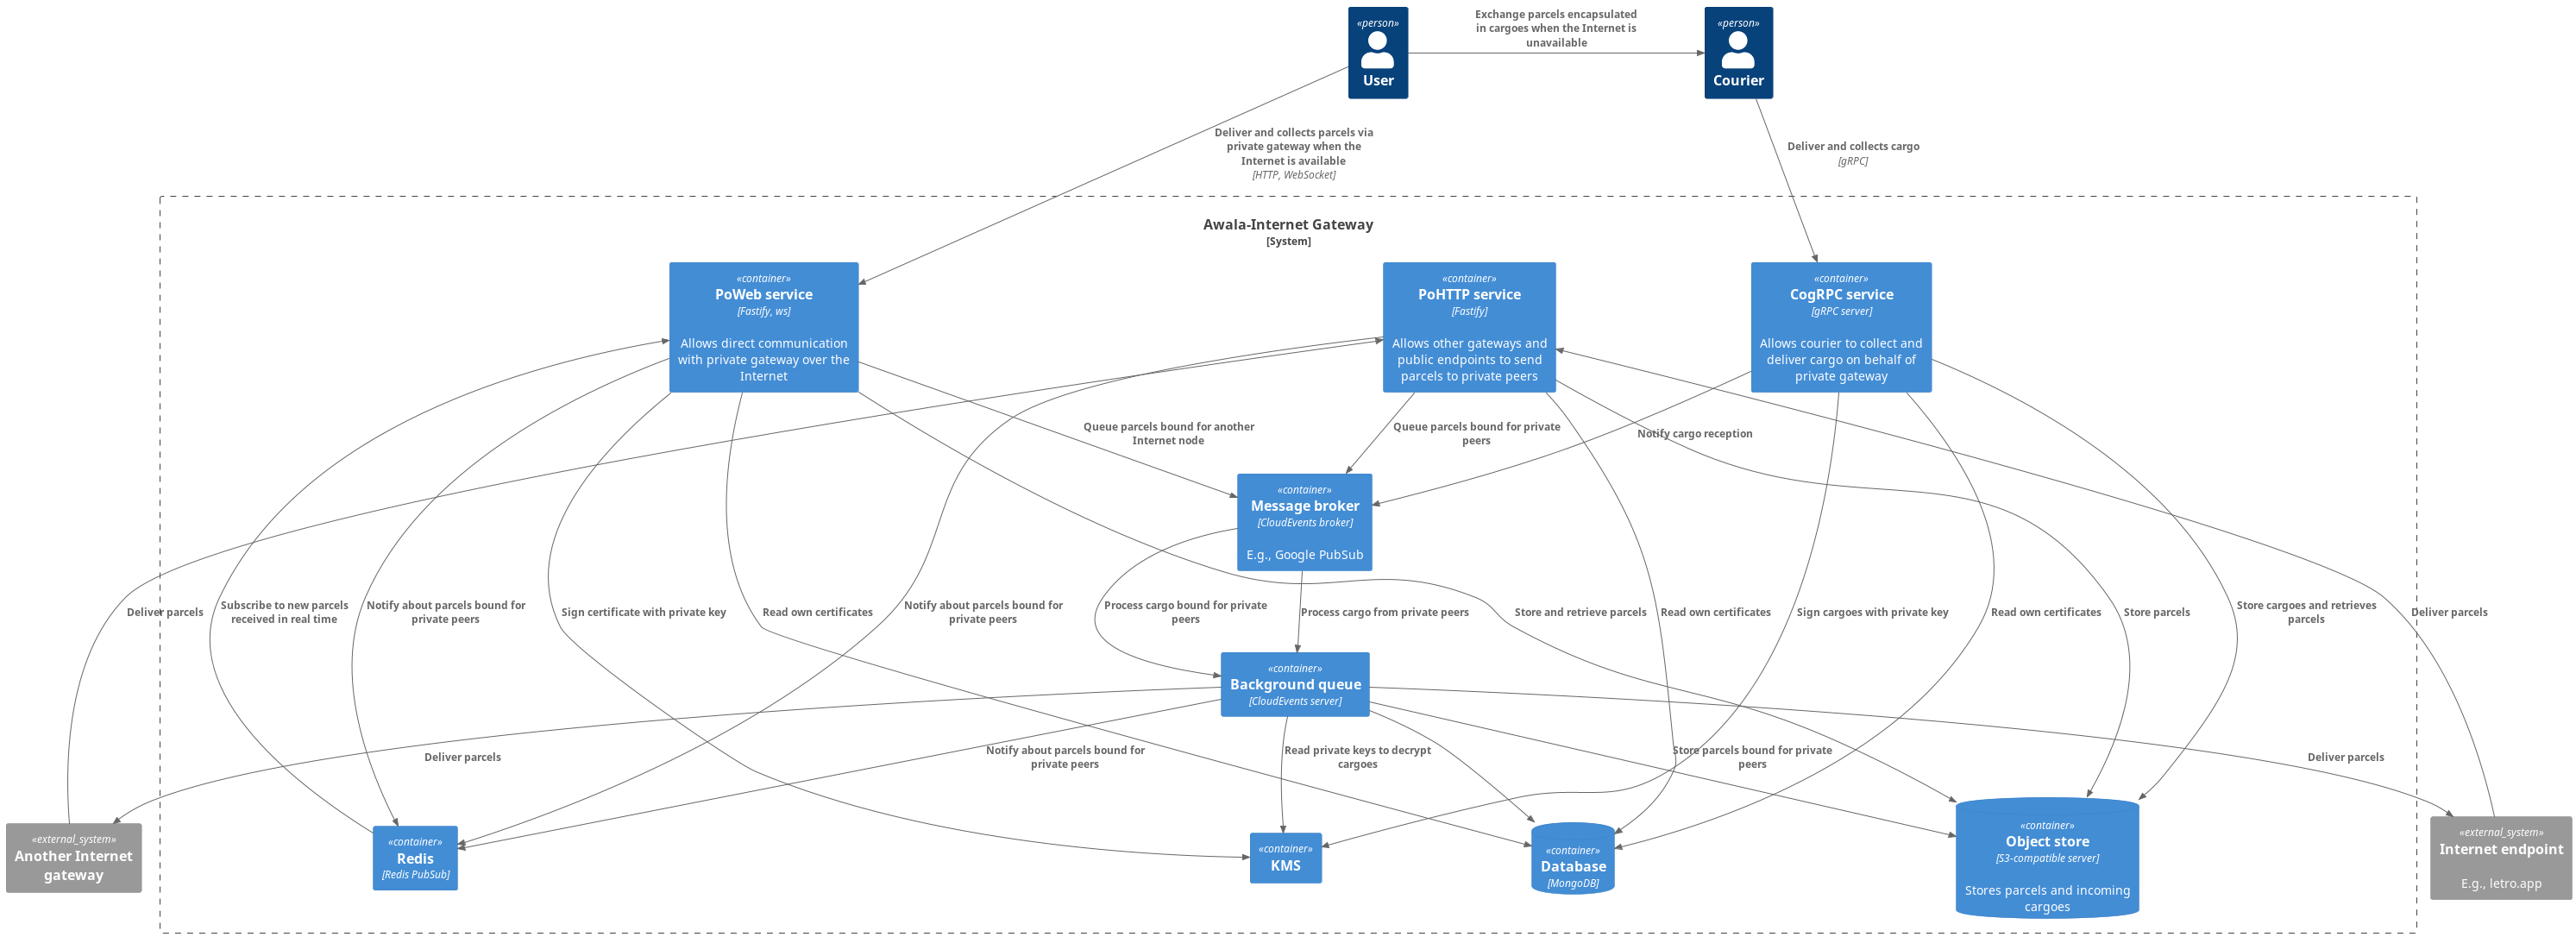 «person»
User
Exchange parcels encapsulated
in cargoes when the Internet is
unavailable
«person»
Courier
Deliver and collects parcels via
private gateway when the
Internet is available
[HTTP, WebSocket]
Deliver and collects cargo
[gRPC]
Awala-Internet Gateway
[System]
«container»
PoWeb service
[Fastify, ws]
Allows direct communication
with private gateway over the
Internet
«container»
PoHTTP service
[Fastify]
Allows other gateways and
public endpoints to send
parcels to private peers
«container»
CogRPC service
[gRPC server]
Allows courier to collect and
deliver cargo on behalf of
private gateway
Queue parcels bound for another
Internet node
Queue parcels bound for private
peers
Notify cargo reception
«container»
Message broker
[CloudEvents broker]
E.g., Google PubSub
Deliver parcels
Subscribe to new parcels
received in real time
Notify about parcels bound for
private peers
Sign certificate with private key
Read own certificates
Notify about parcels bound for
private peers
Process cargo bound for private
peers
Process cargo from private peers
Store and retrieve parcels
Read own certificates
Sign cargoes with private key
Read own certificates
Store parcels
Store cargoes and retrieves
parcels
Deliver parcels
«container»
Background queue
[CloudEvents server]
Deliver parcels
Notify about parcels bound for
private peers
Read private keys to decrypt
cargoes
Store parcels bound for private
peers
Deliver parcels
«external_system»
Another Internet
gateway
«container»
Redis
[Redis PubSub]
«container»
KMS
«container»
Database
[MongoDB]
«container»
Object store
[S3-compatible server]
Stores parcels and incoming
cargoes
«external_system»
Internet endpoint
E.g., letro.app